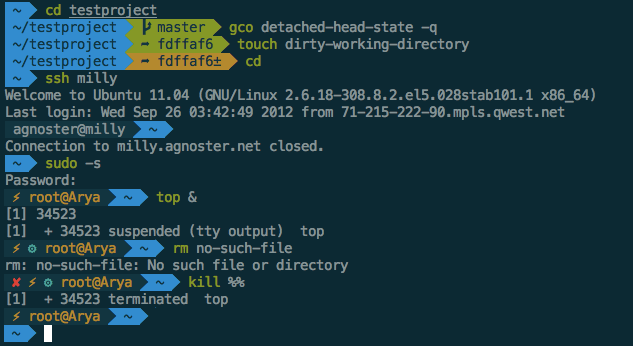 ~ cd testproject
~/testproject master gco detached-head-state -q
~/testproject ➦ fdffaf6 touch dirty-working-directory
~/testproject ➦ fdffaf6± cd
~ ssh milly
Welcome to Ubuntu 11.04 (GNU/Linux 2.6.18-308.8.2.el5.028stab101.1 x86_64)
Last login: Wed Sep 26 03:42:49 2012 from 71-215-222-90.mpls.qwest.net
agnoster@milly ~
Connection to milly.agnoster.net closed.
~ sudo -s
Password:
⚡ root@Arya ~ top &
[1] 34523
[1]  + 34523 suspended (tty output)  top
⚡ ⚙ root@Arya ~ rm no-such-file
rm: no-such-file: No such file or directory
✘ ⚡ ⚙ root@Arya ~ kill %%
[1]  + 34523 terminated  top
⚡ root@Arya ~
~